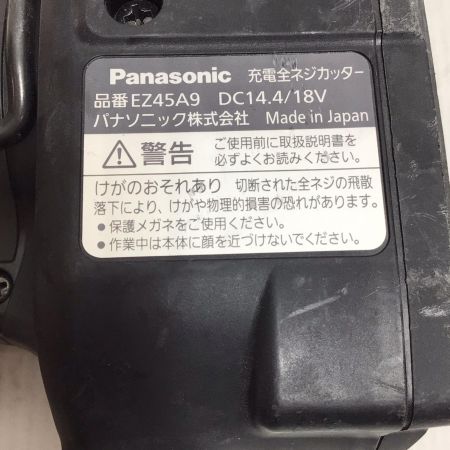 Panasonic 充電全ネジカッター
品番 EZ45A9 DC14.4/18V
パナソニック株式会社 Made in Japan
警告 ご使用前に取扱説明書を
必ずよくお読みください。
けがのおそれあり 切断された全ネジの飛散
落下により、けがや物理的損害の恐れがあります。
●保護メガネをご使用ください。
●作業中は本体に顔を近づけないでください。